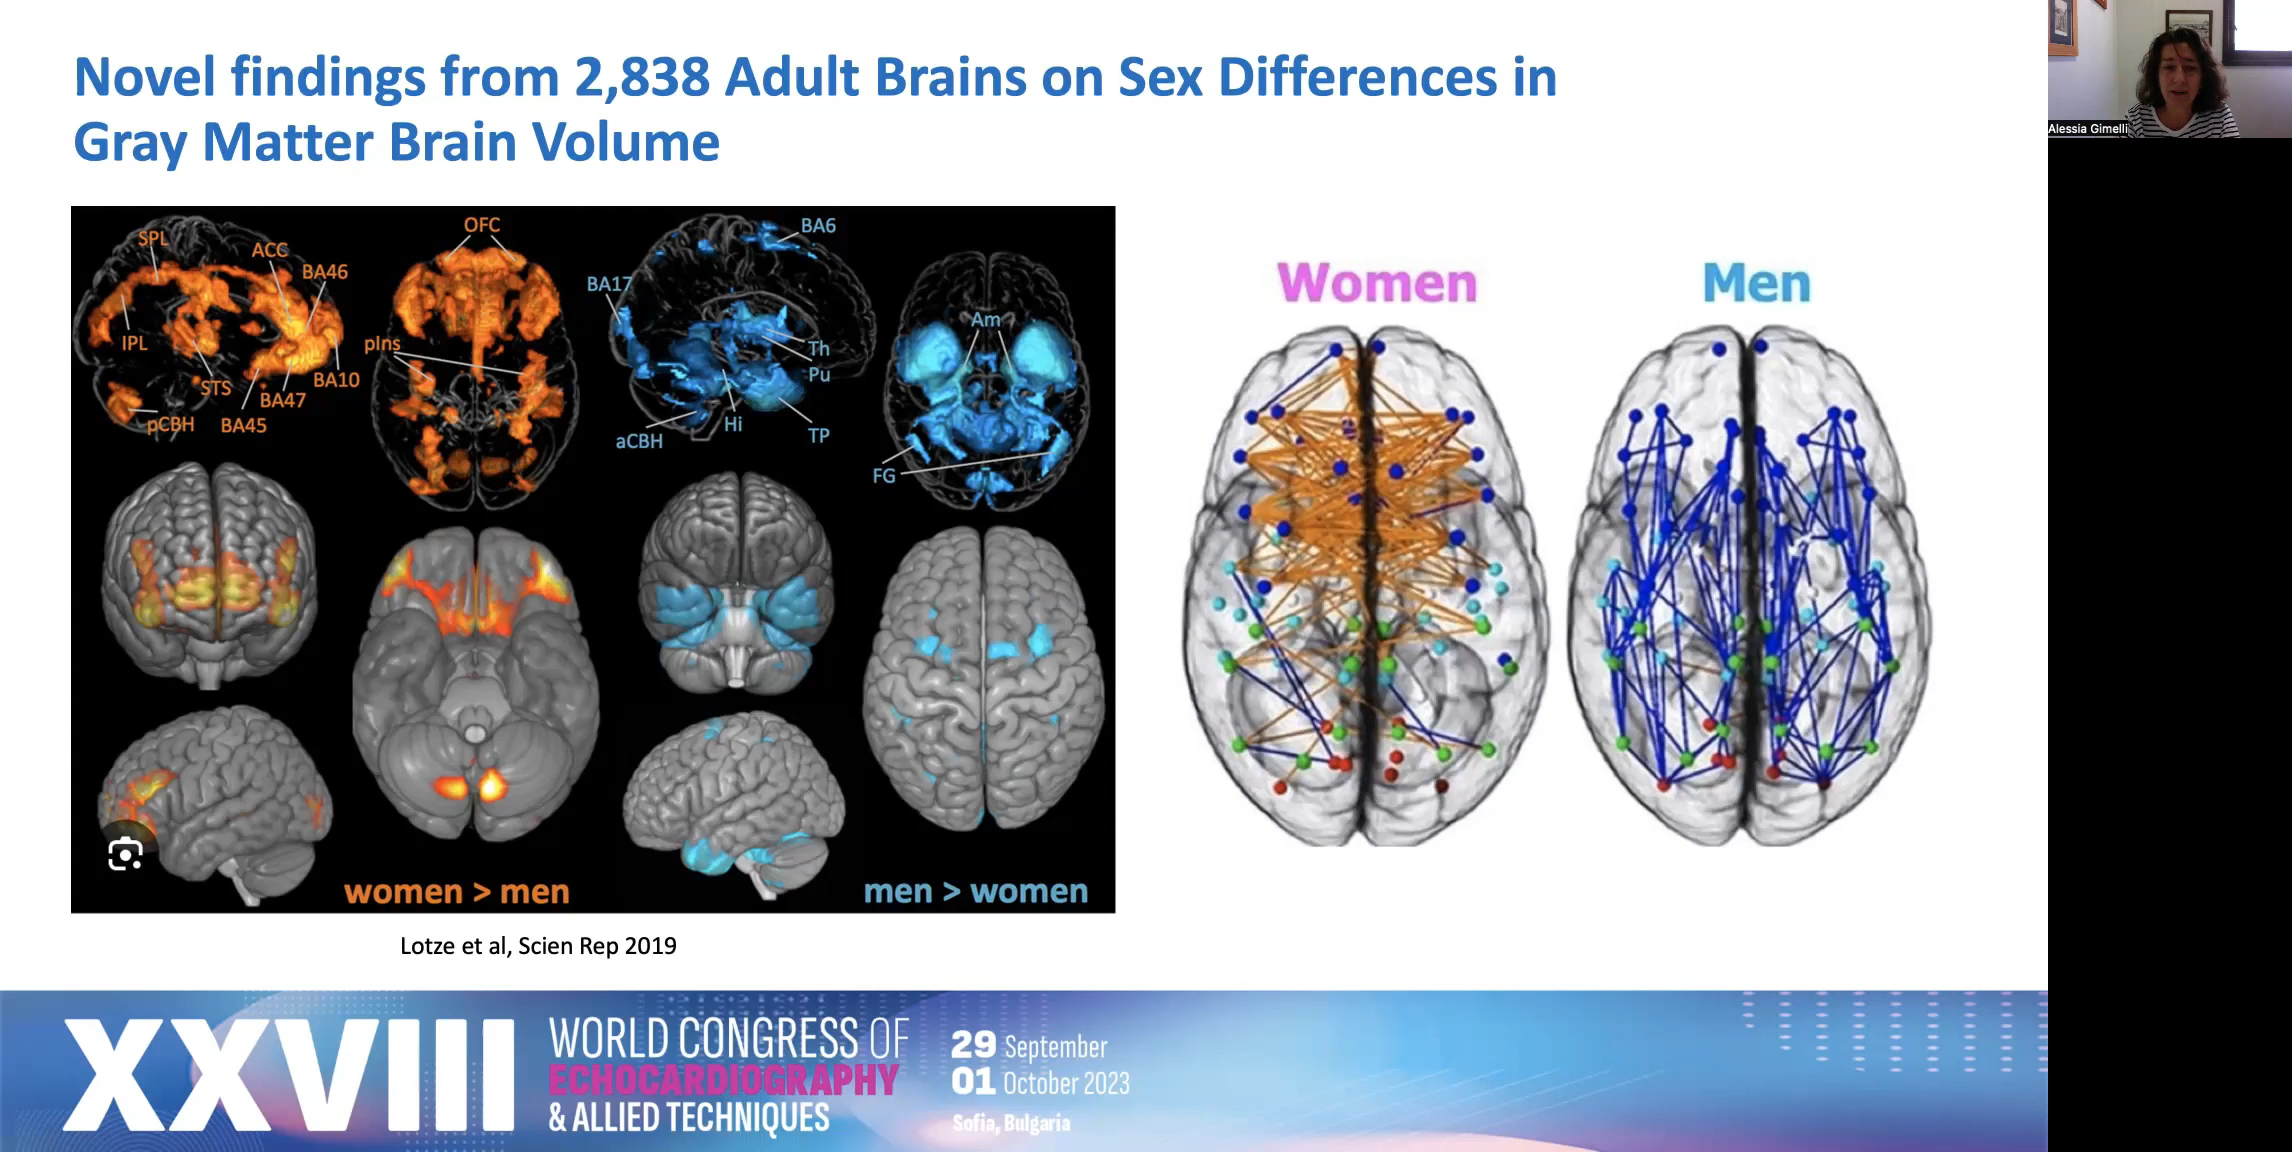 Novel findings from 2,838 Adult Brains on Sex Differences in
Gray Matter Brain Volume
Alessia Gimelli
SPL
ACC
BA46
IPL
STS
BA10
BA47
pCBH
BA45
OFC
pIns
BA6
BA17
Th
Pu
Hi
aCBH
TP
Am
FG
women > men
men > women
Women
Men
Lotze et al, Scien Rep 2019
XXVIII
WORLD CONGRESS OF
ECHOCARDIOGRAPHY
& ALLIED TECHNIQUES
29 September
01 October 2023
Sofia, Bulgaria